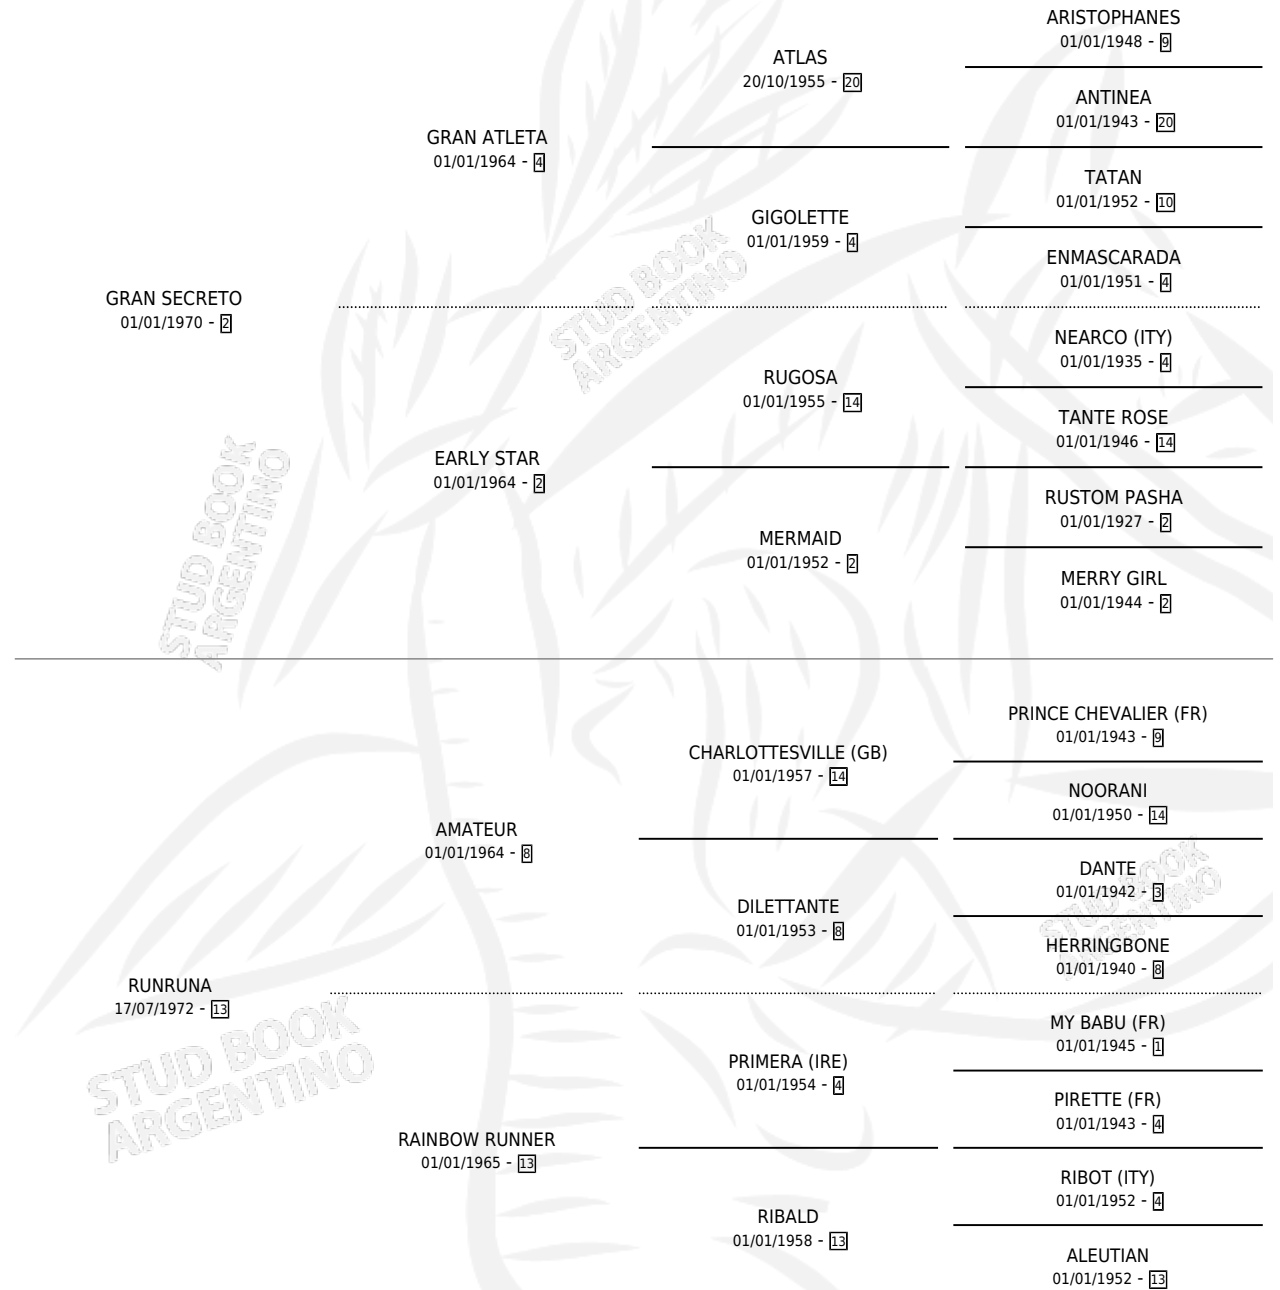 ARISTOPHANES
01/01/1948 - 9
ATLAS
20/10/1955 - 20
ANTINEA
01/01/1943 - 20
GRAN ATLETA
01/01/1964 - 4
TATAN
01/01/1952 - 10
GIGOLETTE
01/01/1959 - 4
ENMASCARADA
01/01/1951 - 4
GRAN SECRETO
01/01/1970 - 2
NEARCO (ITY)
01/01/1935 - 4
RUGOSA
01/01/1955 - 14
TANTE ROSE
01/01/1946 - 14
EARLY STAR
01/01/1964 - 2
RUSTOM PASHA
01/01/1927 - 2
MERMAID
01/01/1952 - 2
MERRY GIRL
01/01/1944 - 2
PRINCE CHEVALIER (FR)
01/01/1943 - 9
CHARLOTTESVILLE (GB)
01/01/1957 - 14
NOORANI
01/01/1950 - 14
AMATEUR
01/01/1964 - 8
DANTE
01/01/1942 - 3
DILETTANTE
01/01/1953 - 8
HERRINGBONE
01/01/1940 - 8
RUNRUNA
17/07/1972 - 13
MY BABU (FR)
01/01/1945 - 1
PRIMERA (IRE)
01/01/1954 - 4
PIRETTE (FR)
01/01/1943 - 4
RAINBOW RUNNER
01/01/1965 - 13
RIBOT (ITY)
01/01/1952 - 4
RIBALD
01/01/1958 - 13
ALEUTIAN
01/01/1952 - 13
STUD BOOK
ARGENTINO
STUD BOOK
ARGENTINO
STUD BOOK
ARGENTINO
STUD BOOK
ARGENTINO